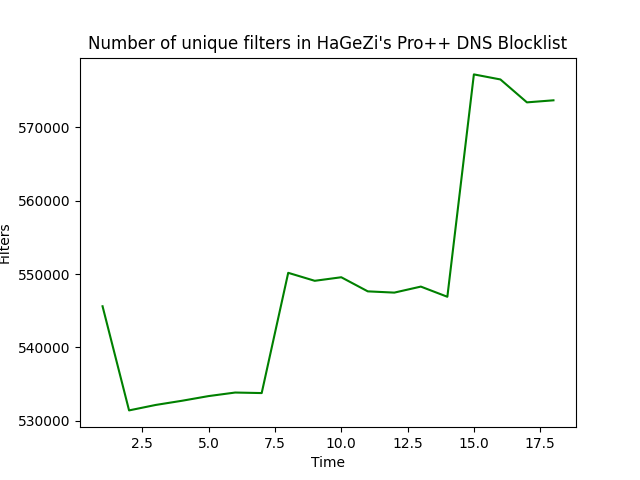 Number of unique filters in HaGeZi's Pro++ DNS Blocklist
570000
560000
550000
540000
530000
Filters
2.5 5.0 7.5 10.0 12.5 15.0 17.5
Time